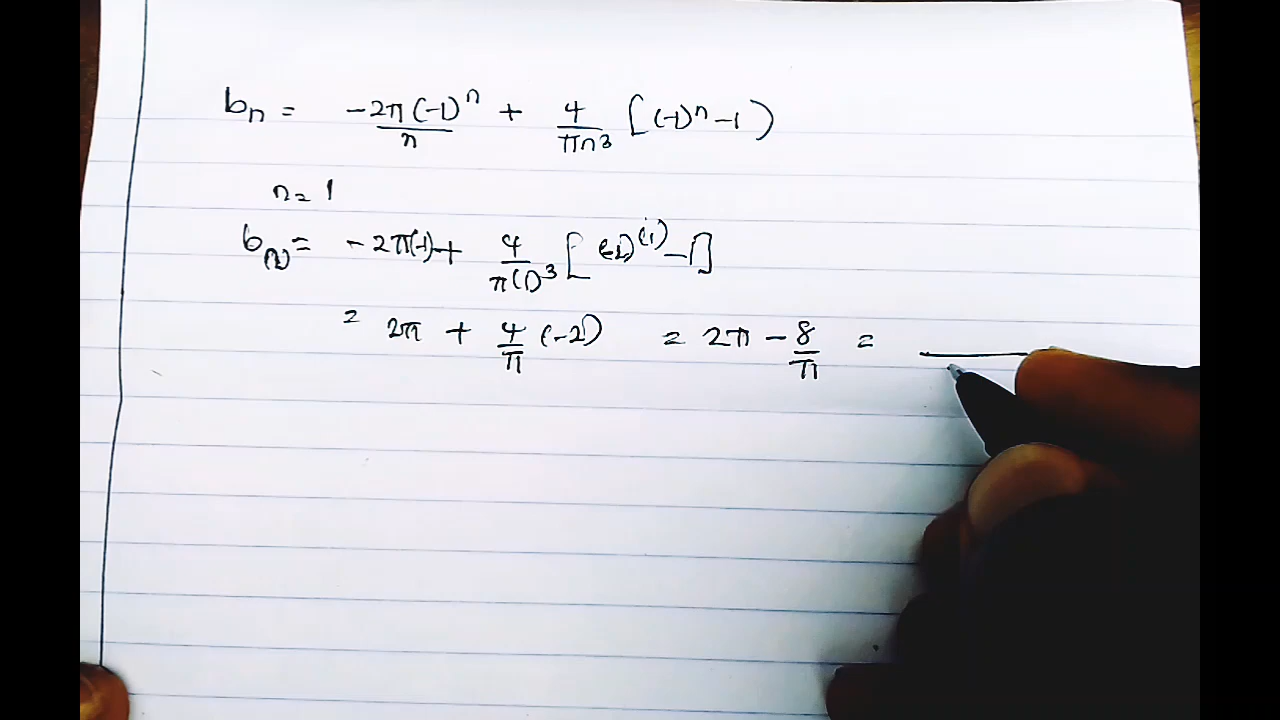 bn = -2π(-1)^n/n + 4/πn³ [(-1)^n - 1)
n = 1
b(1) = -2π(-1) + 4/π(1)³ [(-1)^(1) - 1]
= 2π + 4/π (-2) = 2π - 8/π =